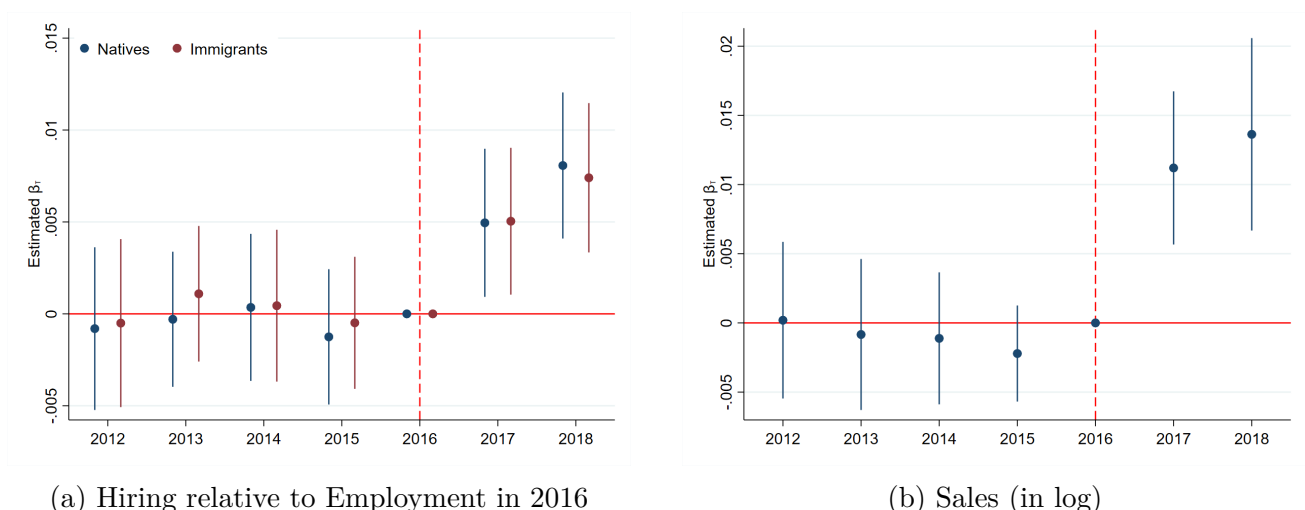 Natives Immigrants
Estimated βτ
.015
.01
.005
0
-.005
2012 2013 2014 2015 2016 2017 2018
(a) Hiring relative to Employment in 2016
Estimated βτ
.02
.015
.01
.005
0
-.005
2012 2013 2014 2015 2016 2017 2018
(b) Sales (in log)